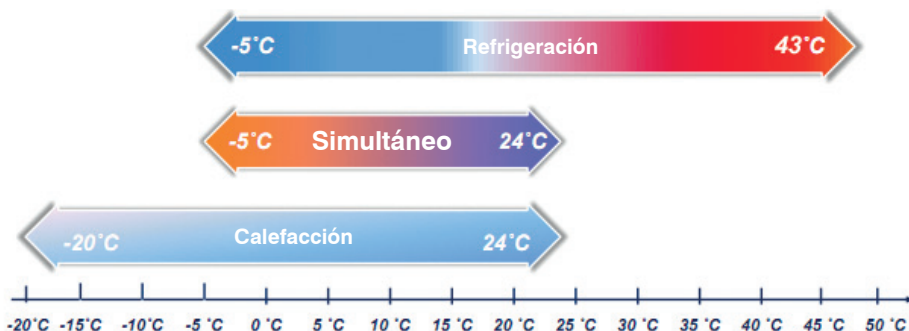 -5°C Refrigeración 43°C
-5°C Simultáneo 24°C
-20°C Calefacción 24°C
-20°C -15°C -10°C -5°C 0°C 5°C 10°C 15°C 20°C 25°C 30°C 35°C 40°C 45°C 50°C